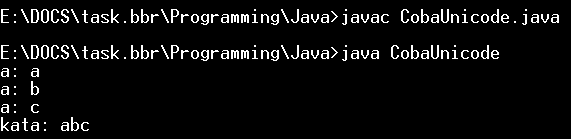 E:\DOCS\task.bbr\Programming\Java>javac CobaUnicode.java
E:\DOCS\task.bbr\Programming\Java>java CobaUnicode
a: a
a: b
a: c
kata: abc